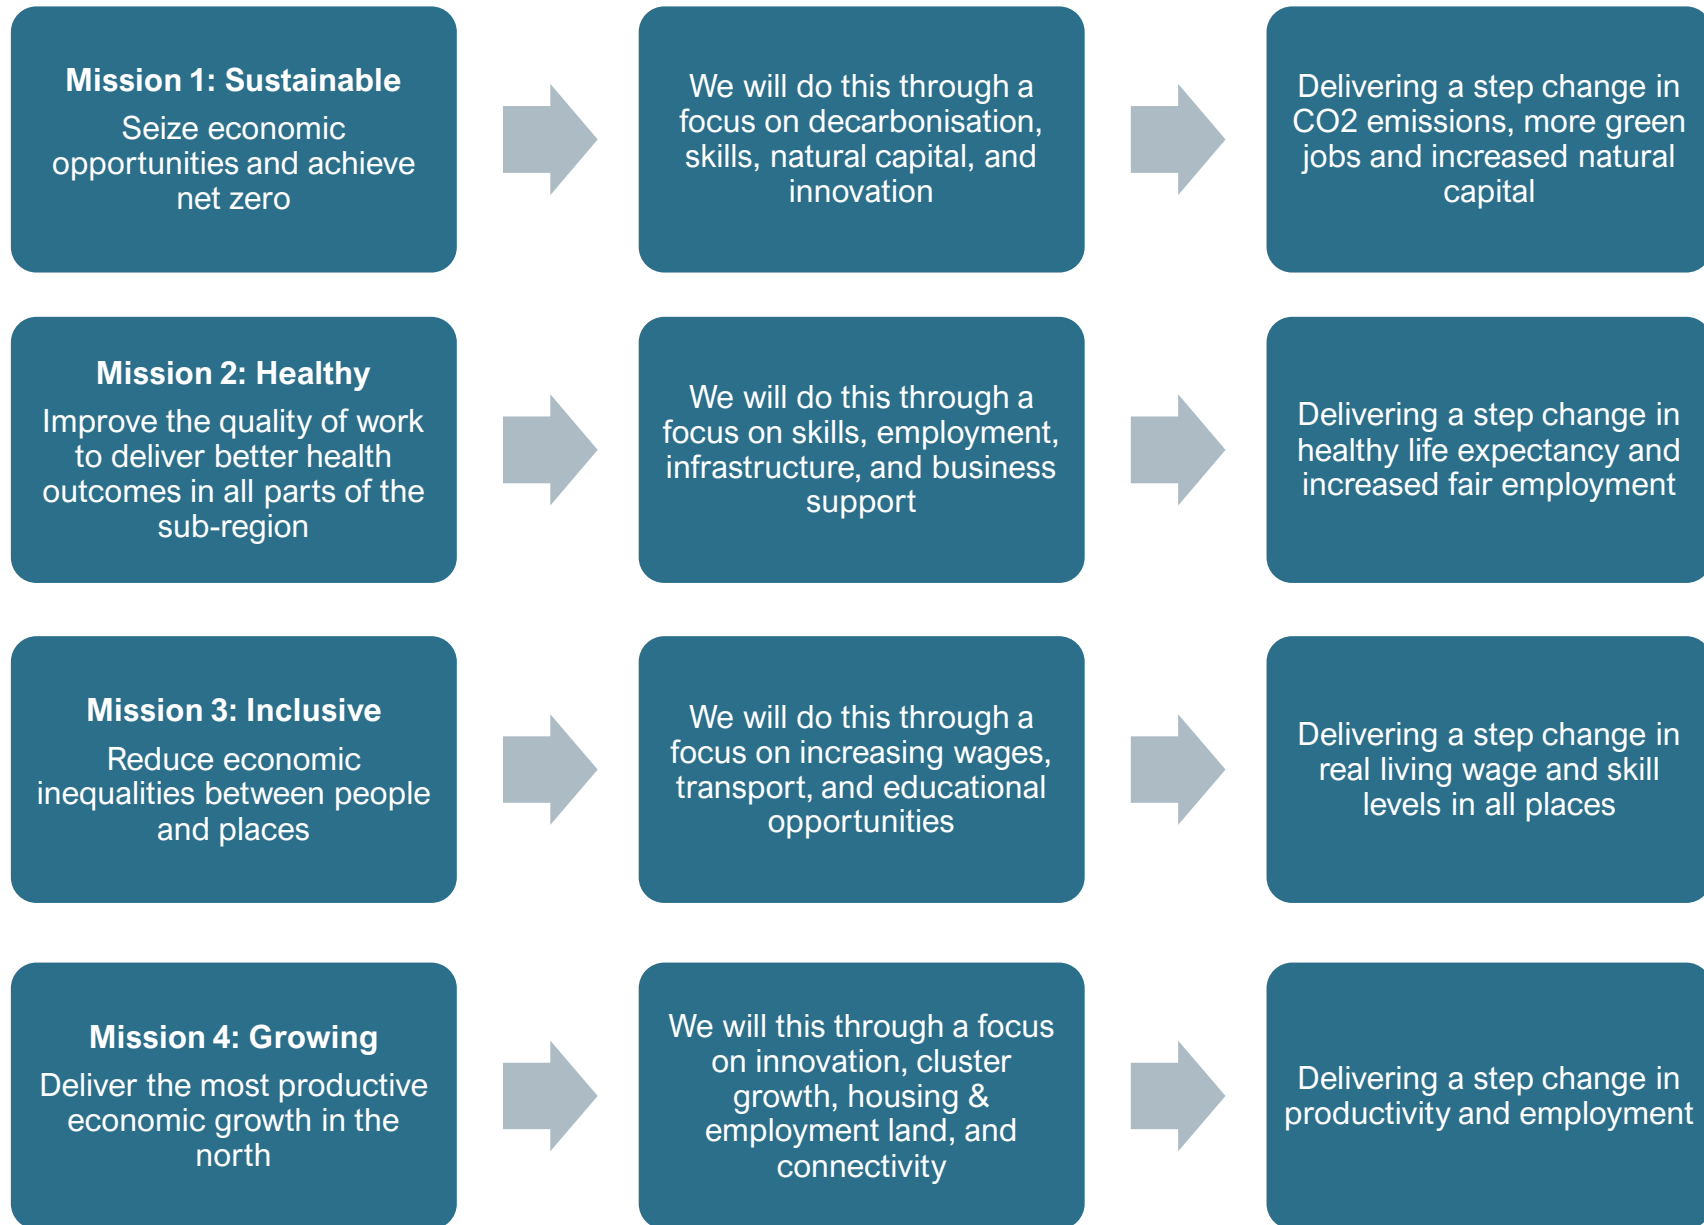 Mission 1: Sustainable
Seize economic
opportunities and achieve
net zero
We will do this through a
focus on decarbonisation,
skills, natural capital, and
innovation
Delivering a step change in
CO2 emissions, more green
jobs and increased natural
capital
Mission 2: Healthy
Improve the quality of work
to deliver better health
outcomes in all parts of the
sub-region
We will do this through a
focus on skills, employment,
infrastructure, and business
support
Delivering a step change in
healthy life expectancy and
increased fair employment
Mission 3: Inclusive
Reduce economic
inequalities between people
and places
We will do this through a
focus on increasing wages,
transport, and educational
opportunities
Delivering a step change in
real living wage and skill
levels in all places
Mission 4: Growing
Deliver the most productive
economic growth in the
north
We will this through a focus
on innovation, cluster
growth, housing &
employment land, and
connectivity
Delivering a step change in
productivity and employment